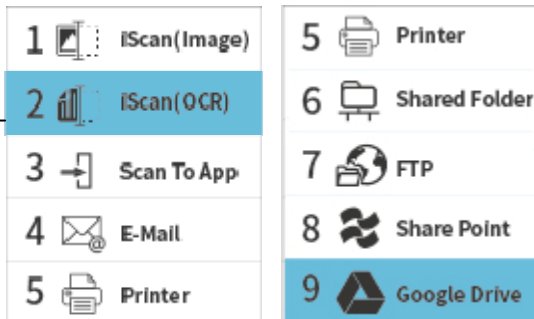 1 iScan(Image)
2 iScan(OCR)
3 Scan To App
4 E-Mail
5 Printer
5 Printer
6 Shared Folder
7 FTP
8 Share Point
9 Google Drive